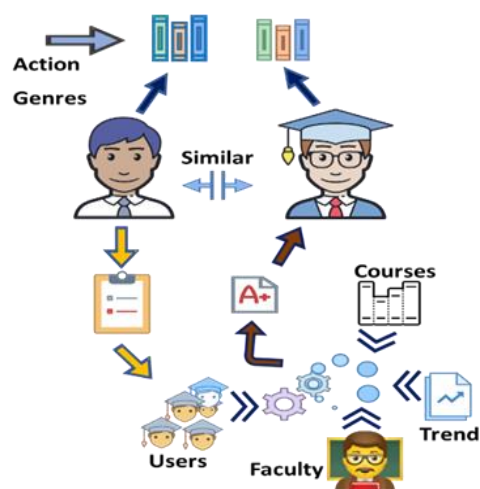 Action
Genres
Similar
A+
Courses
Trend
Users
Faculty